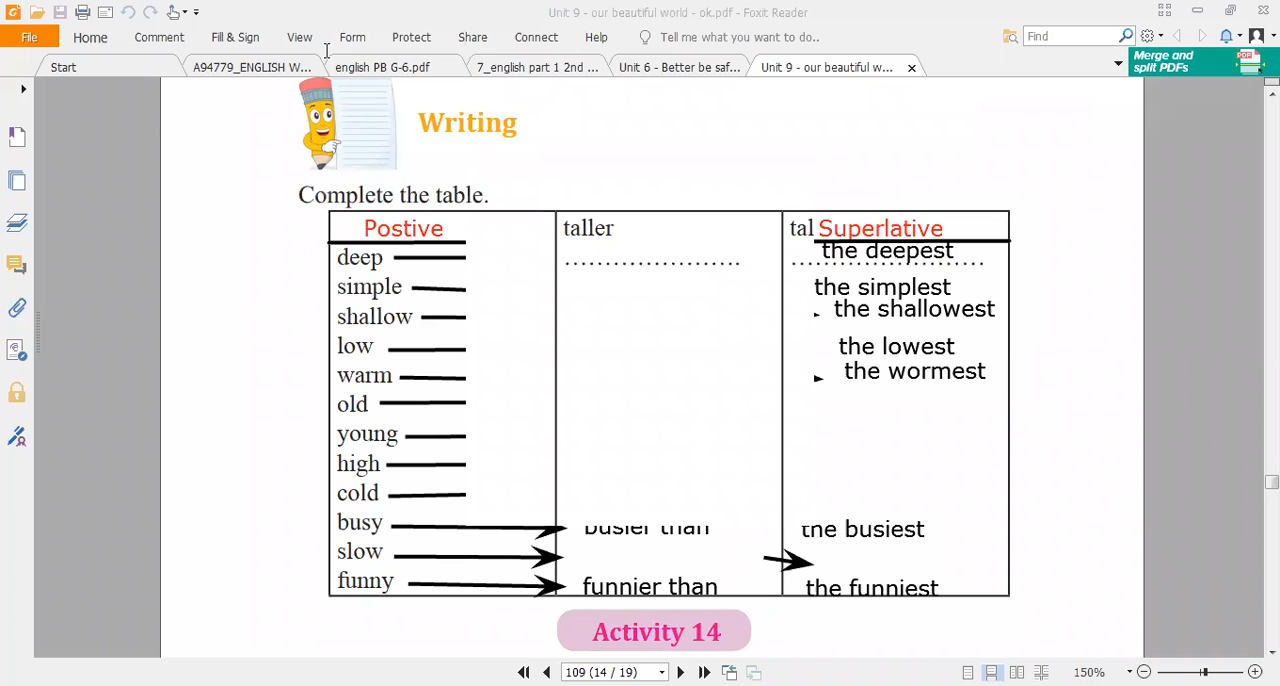 Unit 9 - our beautiful world - ok.pdf - Foxit Reader
File Home Comment Fill & Sign View Form Protect Share Connect Help Tell me what you want to do.. Find
Start A94779_ENGLISH W... english PB G-6.pdf 7_english part 1 2nd ... Unit 6 - Better be saf... Unit 9 - our beautiful w...
Merge and
split PDFs
Writing
Complete the table.
Postive taller tal Superlative
deep ...................... the deepest
simple the simplest
shallow the shallowest
low the lowest
warm the wormest
old
young
high
cold
busy busier than the busiest
slow
funny funnier than the funniest
Activity 14
109 (14 / 19) 150%